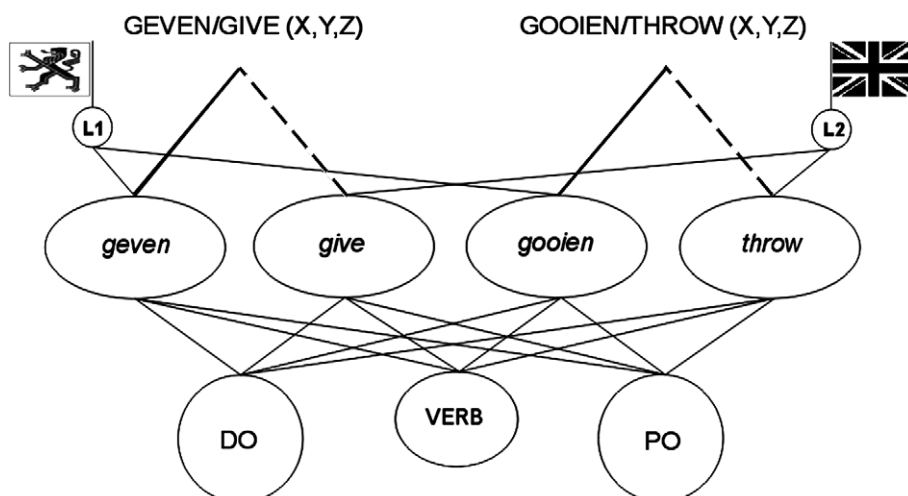 GEVEN/GIVE (X,Y,Z) GOOIEN/THROW (X,Y,Z)
L1 L2
geven give gooien throw
DO VERB PO